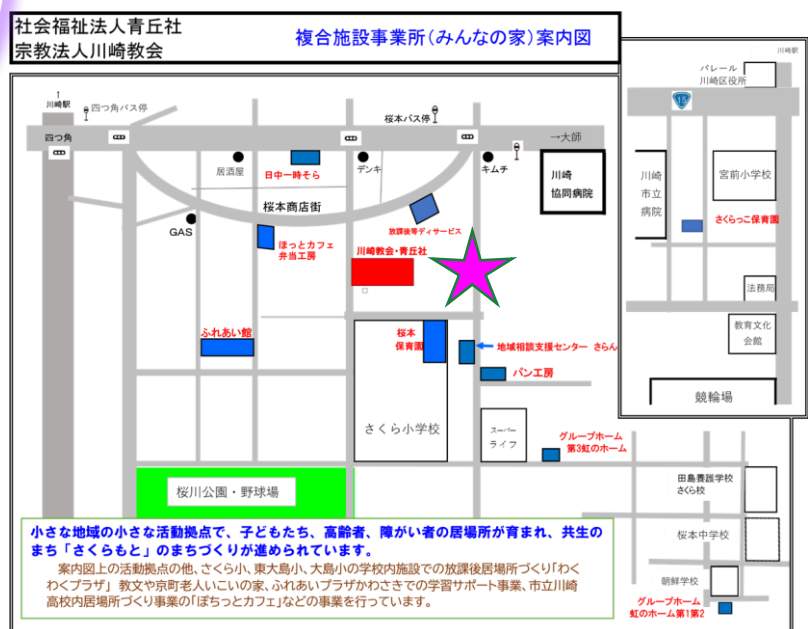 社会福祉法人青丘社
宗教法人川崎教会
複合施設事業所(みんなの家)案内図
↑
川崎駅
四つ角バス停
桜本バス停
四つ角
→大師
居酒屋
日中一時そら
デンキ
キムチ
川崎
協同病院
桜本商店街
GAS
ほっとカフェ
弁当工房
放課後等ディサービス
川崎教会・青丘社
ふれあい館
桜本
保育園
地域相談支援センター さらん
パン工房
さくら小学校
スーパー
ライフ
グループホーム
第3虹のホーム
桜川公園・野球場
川崎駅
パレール
川崎区役所
15
川崎
市立
病院
宮前小学校
さくらっこ保育園
法務局
教育文化
会館
競輪場
田島養護学校
さくら校
桜本中学校
朝鮮学校
グループホーム
虹のホーム第1第2
小さな地域の小さな活動拠点で、子どもたち、高齢者、障がい者の居場所が育まれ、共生の
まち「さくらもと」のまちづくりが進められています。
案内図上の活動拠点の他、さくら小、東大島小、大島小の学校内施設での放課後居場所づくり「わく
わくプラザ」 教文や京町老人いこいの家、ふれあいプラザかわさきでの学習サポート事業、市立川崎
高校内居場所づくり事業の「ぽちっとカフェ」などの事業を行っています。